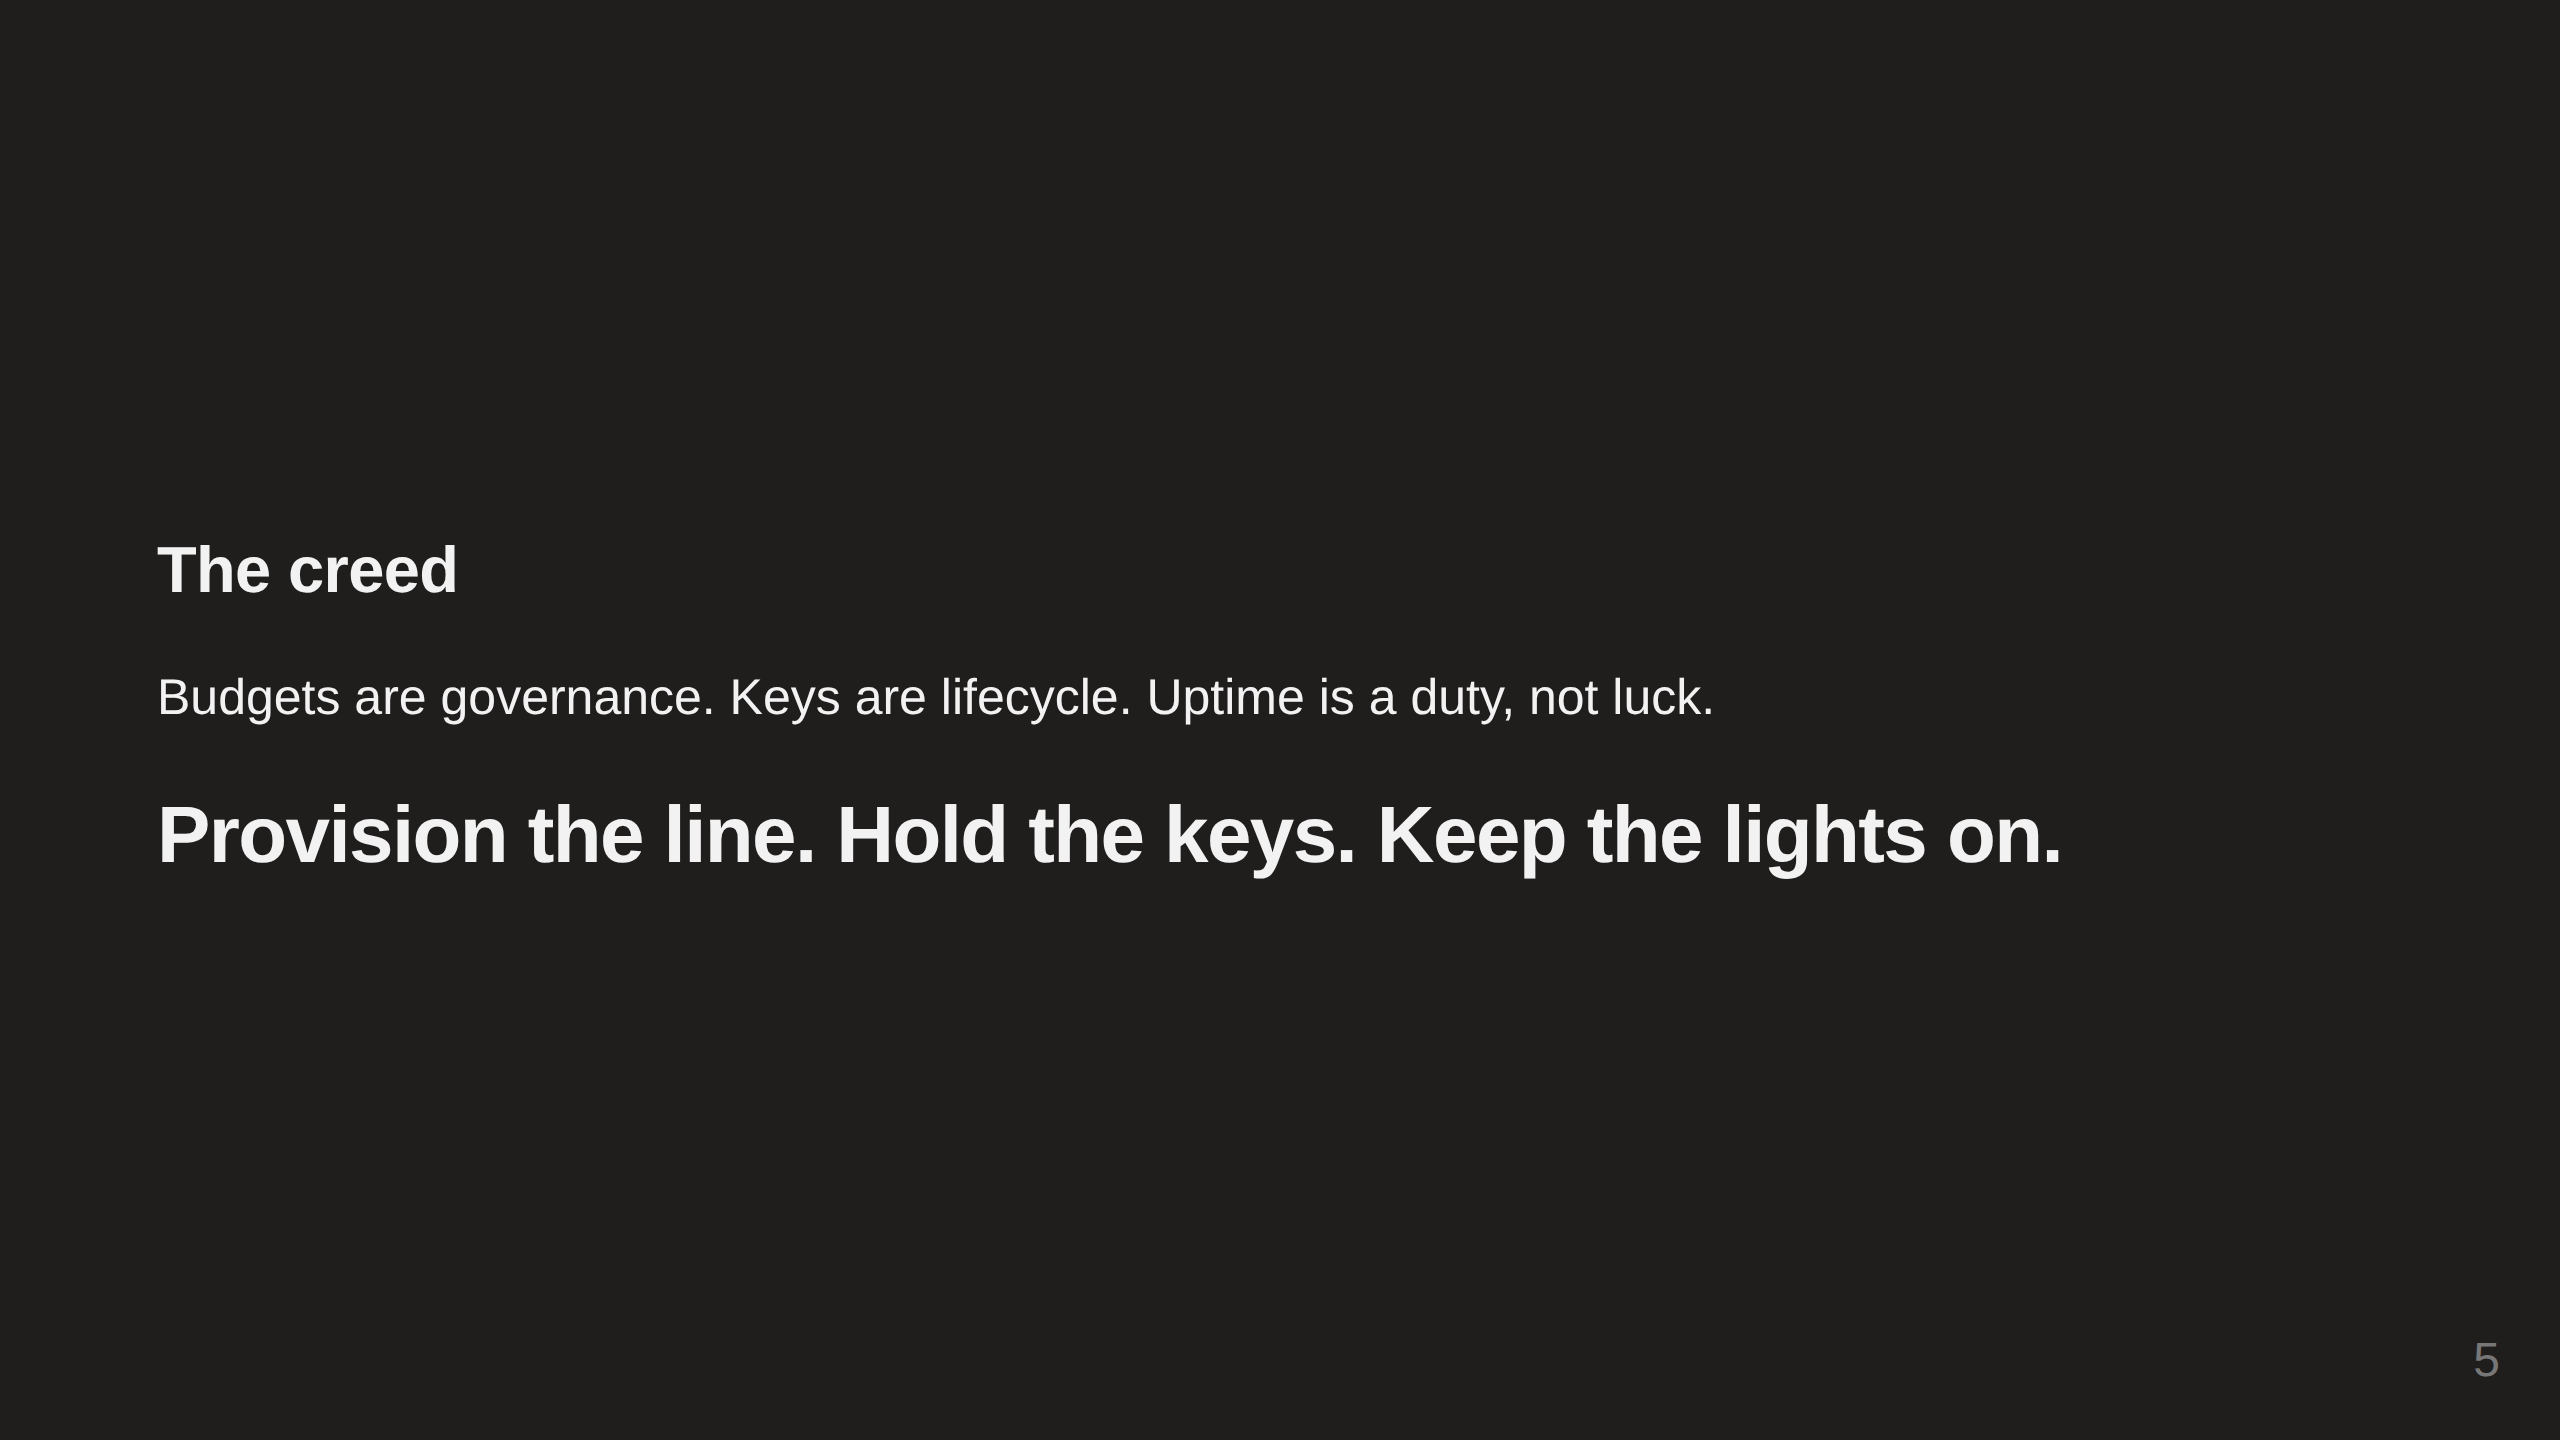 The creed
Budgets are governance. Keys are lifecycle. Uptime is a duty, not luck.
Provision the line. Hold the keys. Keep the lights on.
5